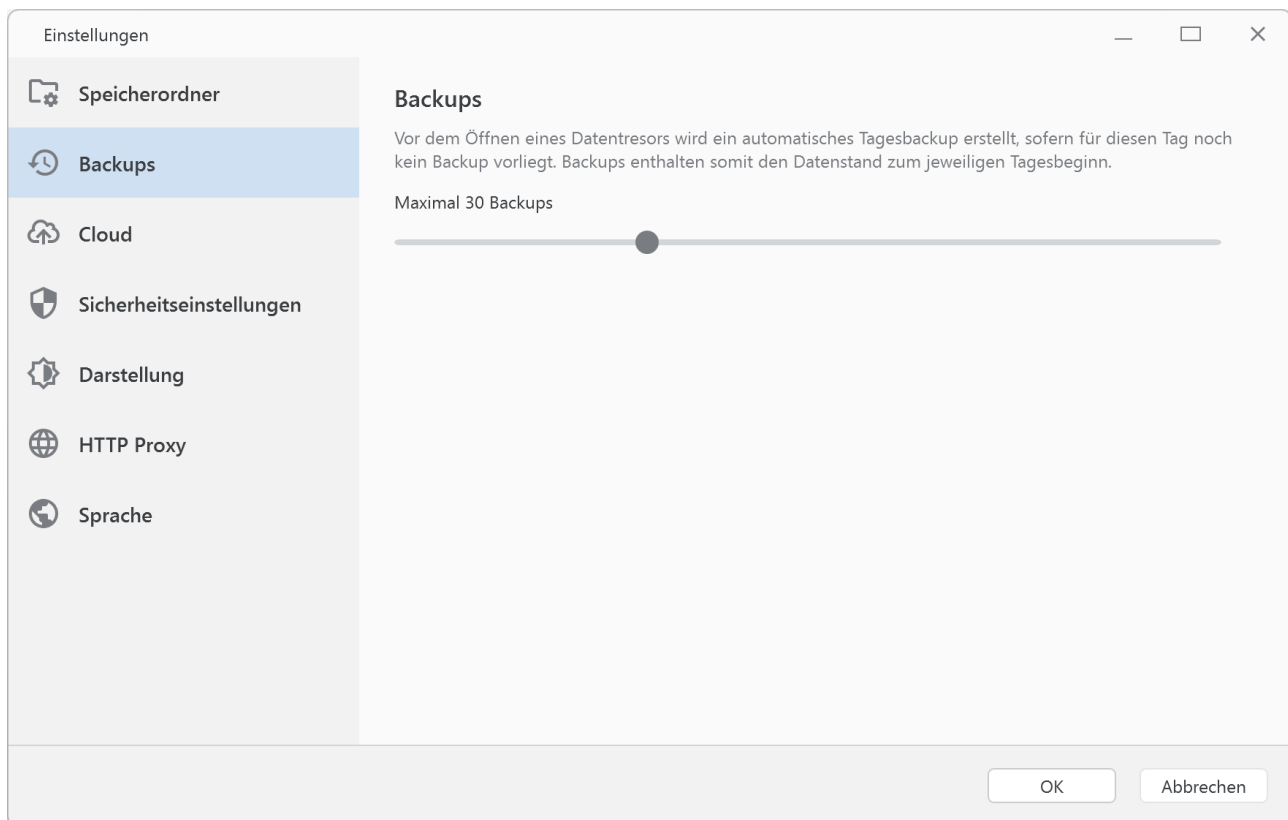 Einstellungen
Speicherordner
Backups
Cloud
Sicherheitseinstellungen
Darstellung
HTTP Proxy
Sprache
Backups
Vor dem Öffnen eines Datentresors wird ein automatisches Tagesbackup erstellt, sofern für diesen Tag noch
kein Backup vorliegt. Backups enthalten somit den Datenstand zum jeweiligen Tagesbeginn.
Maximal 30 Backups
OK
Abbrechen